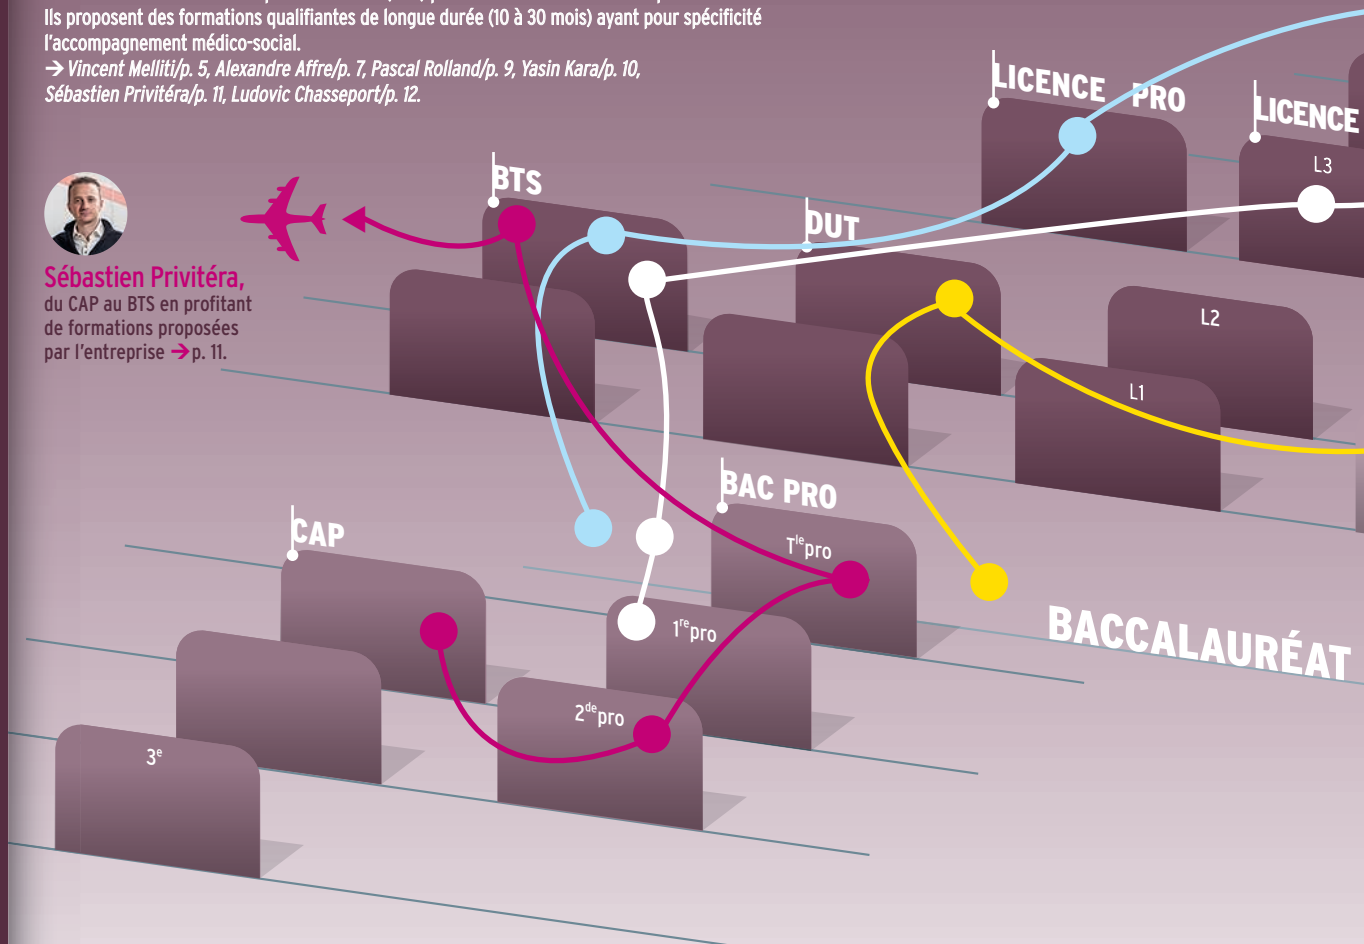 Ils proposent des formations qualifiantes de longue durée (10 à 30 mois) ayant pour spécificité
l'accompagnement médico-social.
→ Vincent Melliti/p. 5, Alexandre Affre/p. 7, Pascal Rolland/p. 9, Yasin Kara/p. 10,
Sébastien Privitéra/p. 11, Ludovic Chasseport/p. 12.
LICENCE PRO
LICENCE
L3
BTS
DUT
Sébastien Privitéra,
du CAP au BTS en profitant
de formations proposées
par l'entreprise → p. 11.
L2
L1
BAC PRO
CAP
Tle pro
1re pro
BACCALAURÉAT
2de pro
3e